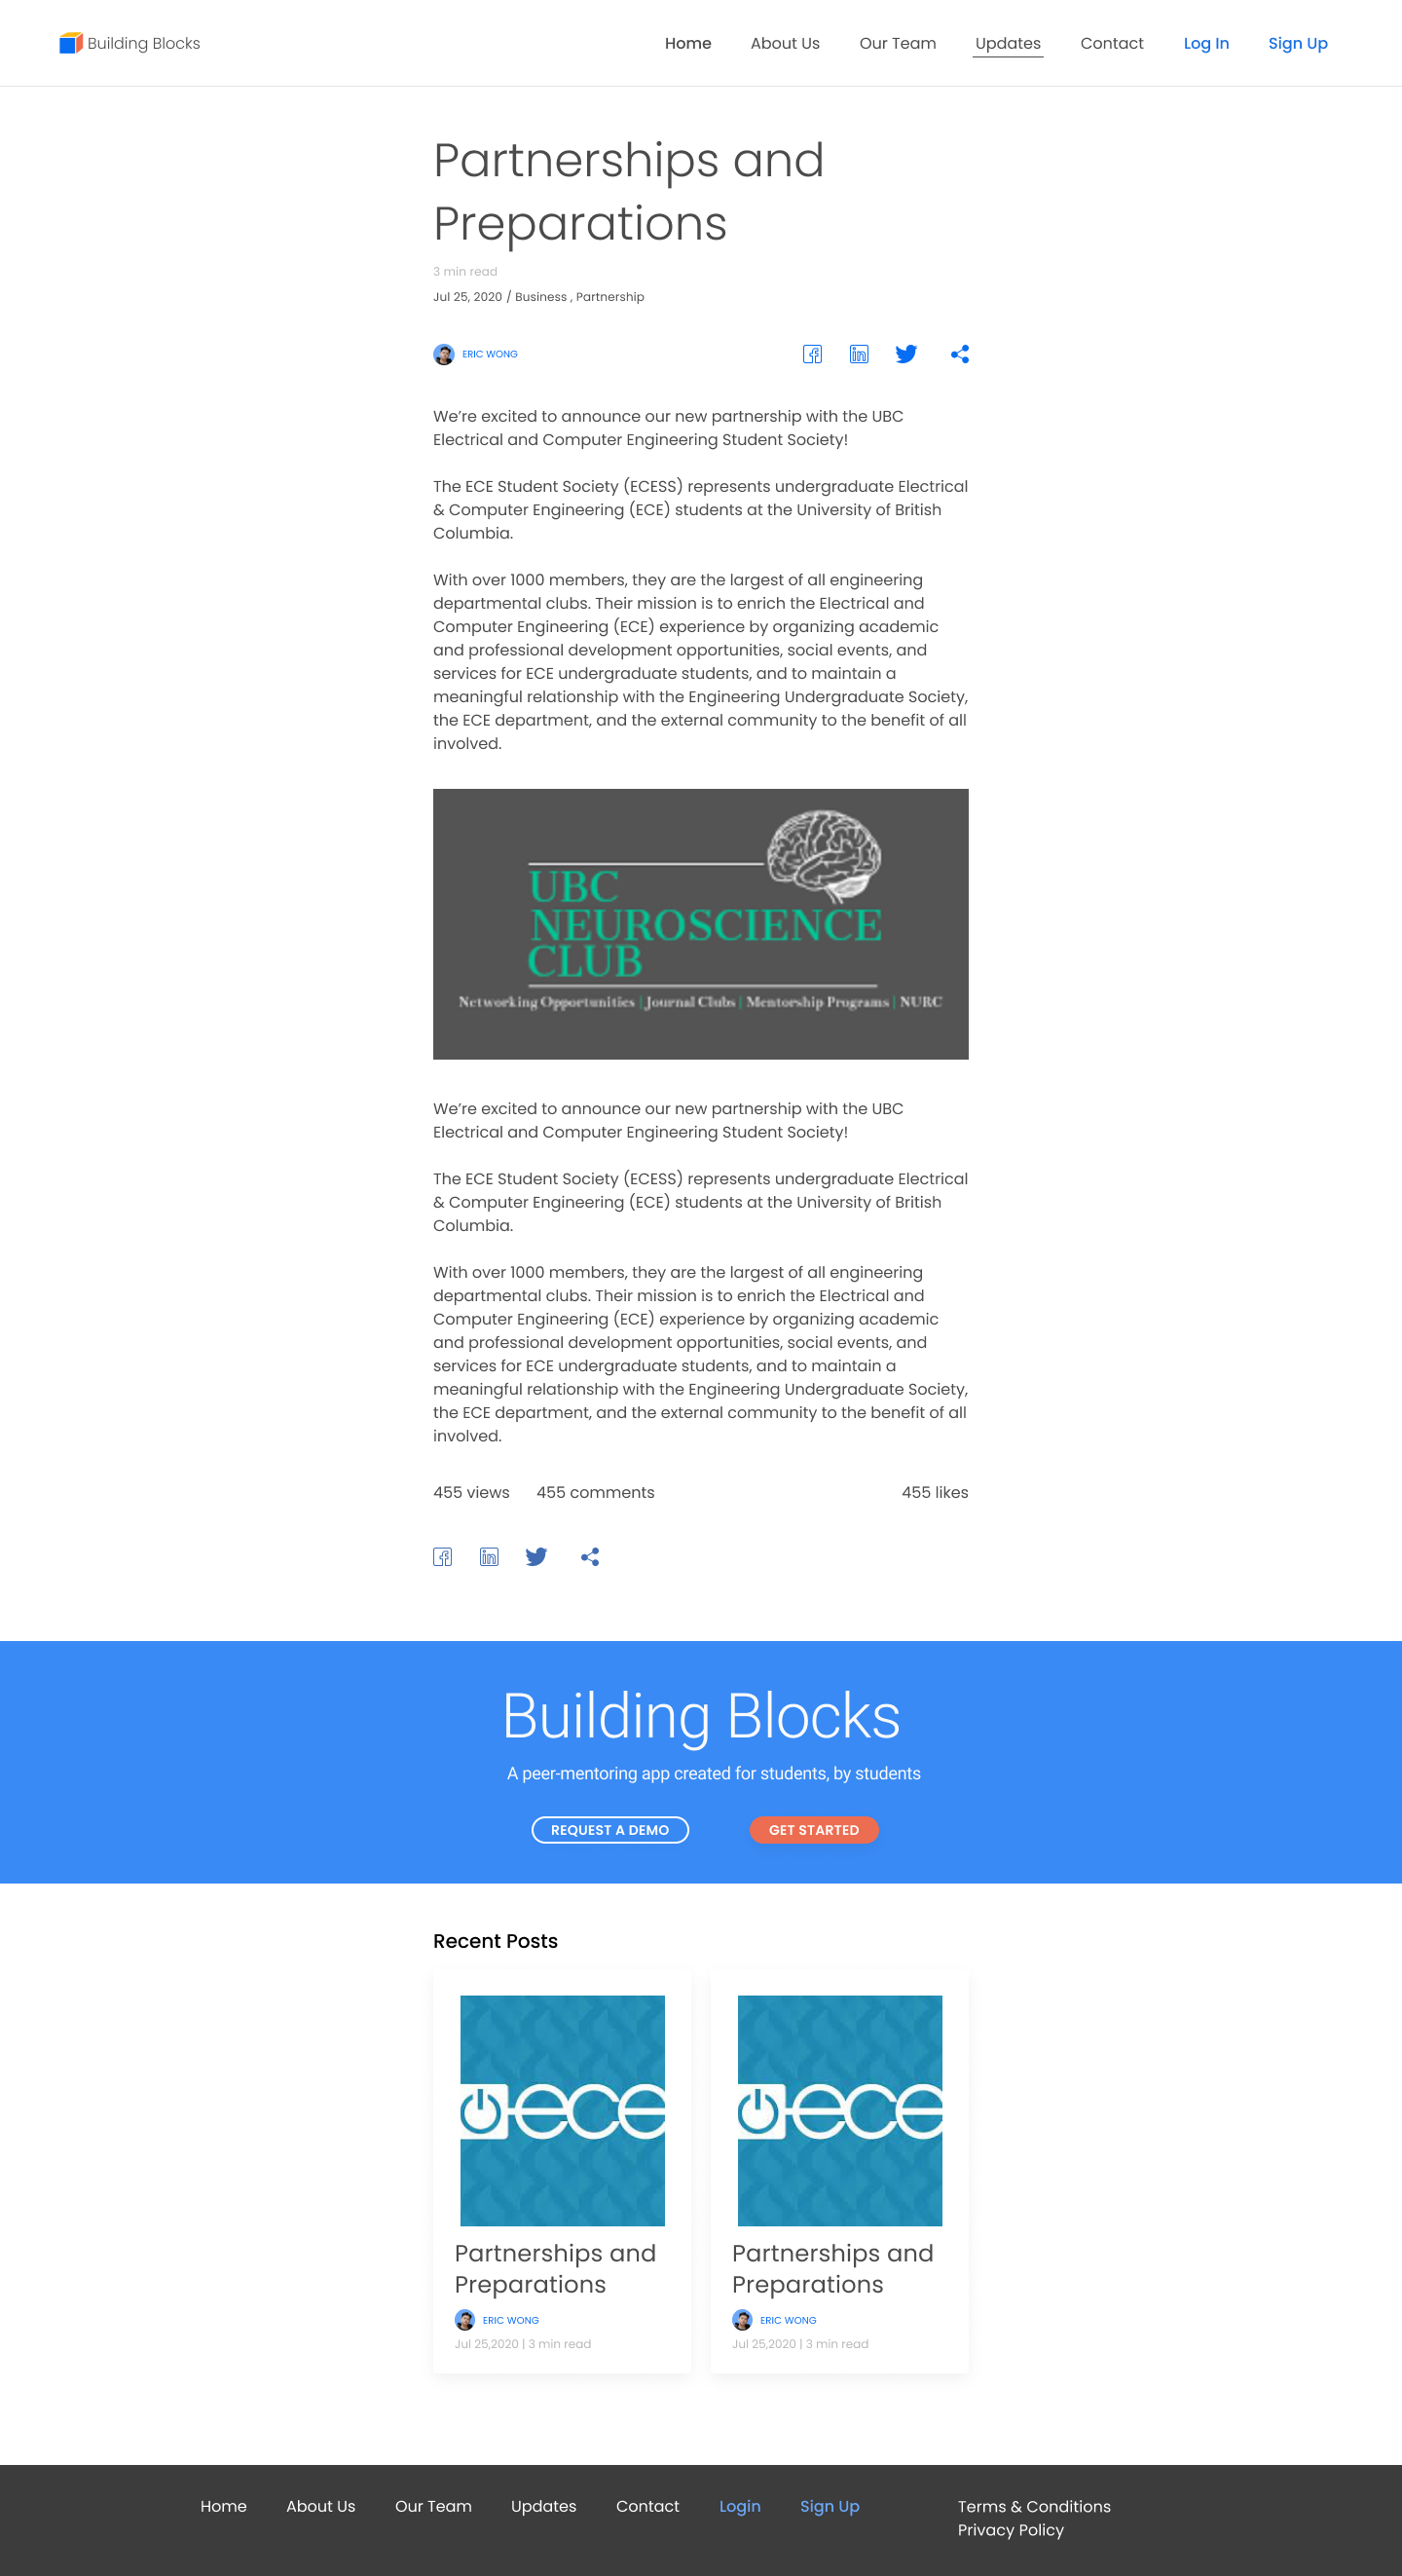 Building Blocks
Home About Us Our Team Updates Contact Log In Sign Up
Partnerships and
Preparations
3 min read
Jul 25, 2020 / Business , Partnership
ERIC WONG
We’re excited to announce our new partnership with the UBC
Electrical and Computer Engineering Student Society!
The ECE Student Society (ECESS) represents undergraduate Electrical
& Computer Engineering (ECE) students at the University of British
Columbia.
With over 1000 members, they are the largest of all engineering
departmental clubs. Their mission is to enrich the Electrical and
Computer Engineering (ECE) experience by organizing academic
and professional development opportunities, social events, and
services for ECE undergraduate students, and to maintain a
meaningful relationship with the Engineering Undergraduate Society,
the ECE department, and the external community to the benefit of all
involved.
UBC
NEUROSCIENCE
CLUB
Networking Opportunities | Journal Clubs | Mentorship Programs | NURC
We’re excited to announce our new partnership with the UBC
Electrical and Computer Engineering Student Society!
The ECE Student Society (ECESS) represents undergraduate Electrical
& Computer Engineering (ECE) students at the University of British
Columbia.
With over 1000 members, they are the largest of all engineering
departmental clubs. Their mission is to enrich the Electrical and
Computer Engineering (ECE) experience by organizing academic
and professional development opportunities, social events, and
services for ECE undergraduate students, and to maintain a
meaningful relationship with the Engineering Undergraduate Society,
the ECE department, and the external community to the benefit of all
involved.
455 views 455 comments 455 likes
Building Blocks
A peer-mentoring app created for students, by students
REQUEST A DEMO GET STARTED
Recent Posts
ece
Partnerships and
Preparations
ERIC WONG
Jul 25,2020 | 3 min read
ece
Partnerships and
Preparations
ERIC WONG
Jul 25,2020 | 3 min read
Home About Us Our Team Updates Contact Login Sign Up
Terms & Conditions
Privacy Policy